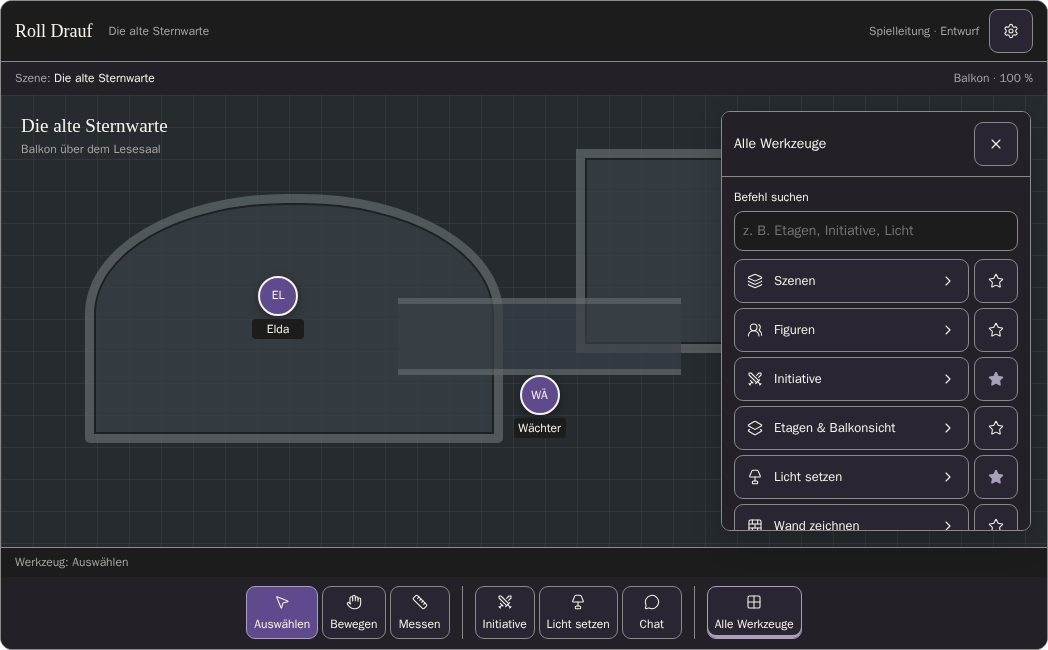 Roll Drauf
Die alte Sternwarte
Spielleitung · Entwurf
Szene: Die alte Sternwarte
Balkon · 100 %
Die alte Sternwarte
Balkon über dem Lesesaal
EL
Elda
WÄ
Wächter
Alle Werkzeuge
Befehl suchen
z. B. Etagen, Initiative, Licht
Szenen
Figuren
Initiative
Etagen & Balkonsicht
Licht setzen
Wand zeichnen
Werkzeug: Auswählen
Auswählen
Bewegen
Messen
Initiative
Licht setzen
Chat
Alle Werkzeuge